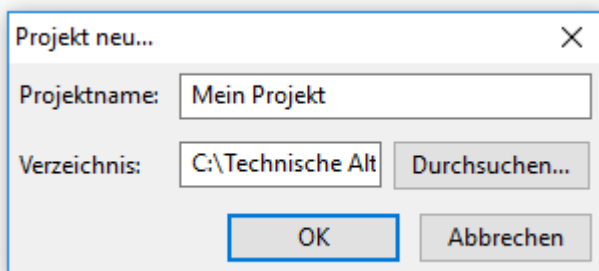 Projekt neu...
Projektname: Mein Projekt
Verzeichnis: C:\Technische Alt Durchsuchen...
OK Abbrechen